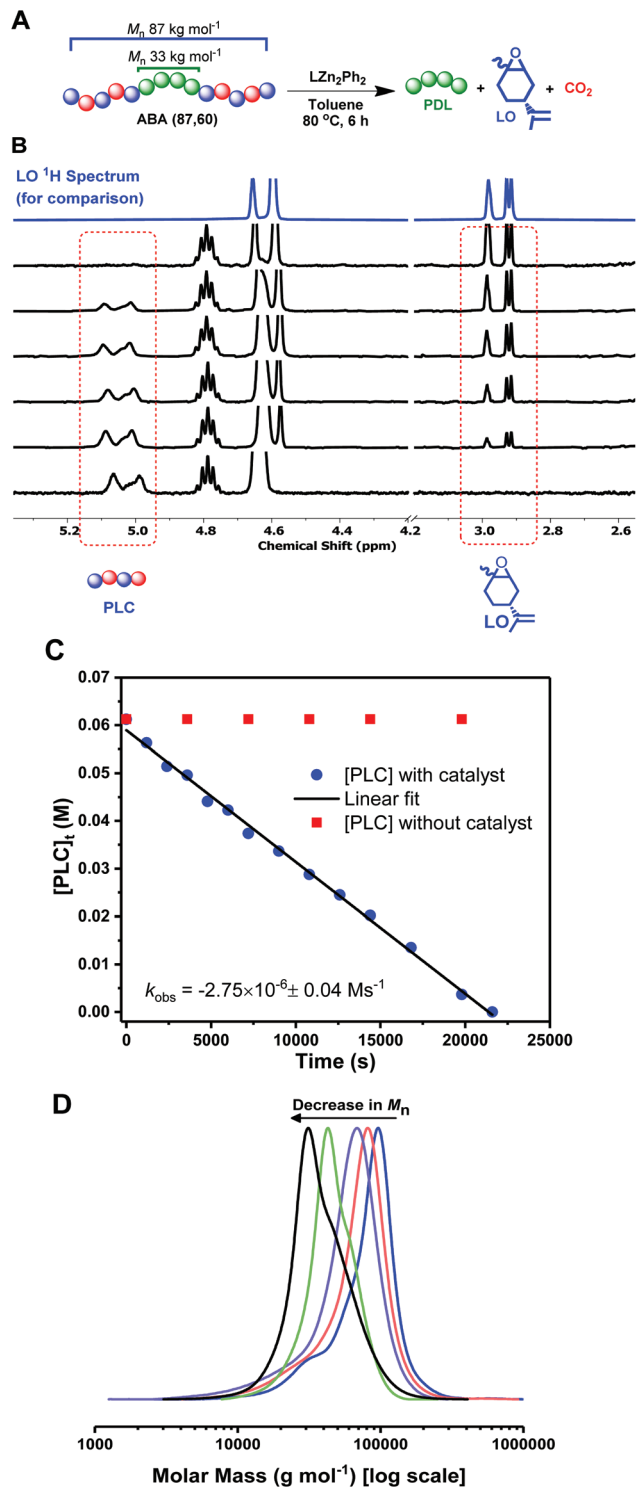 A
Mn 87 kg mol-1
Mn 33 kg mol-1
ABA (87,60)
LZn2Ph2
Toluene
80 oC, 6 h
PDL
+
O
LO
+ CO2
B
LO 1H Spectrum
(for comparison)
5.2 5.0 4.8 4.6 4.4 4.2 3.0 2.8 2.6
Chemical Shift (ppm)
PLC
O
LO
C
0.07
0.06
0.05
0.04
0.03
0.02
0.01
0.00
[PLC]t (M)
[PLC] with catalyst
Linear fit
[PLC] without catalyst
kobs = -2.75×10-6± 0.04 Ms-1
0 5000 10000 15000 20000 25000
Time (s)
D
Decrease in Mn
1000 10000 100000 1000000
Molar Mass (g mol-1) [log scale]